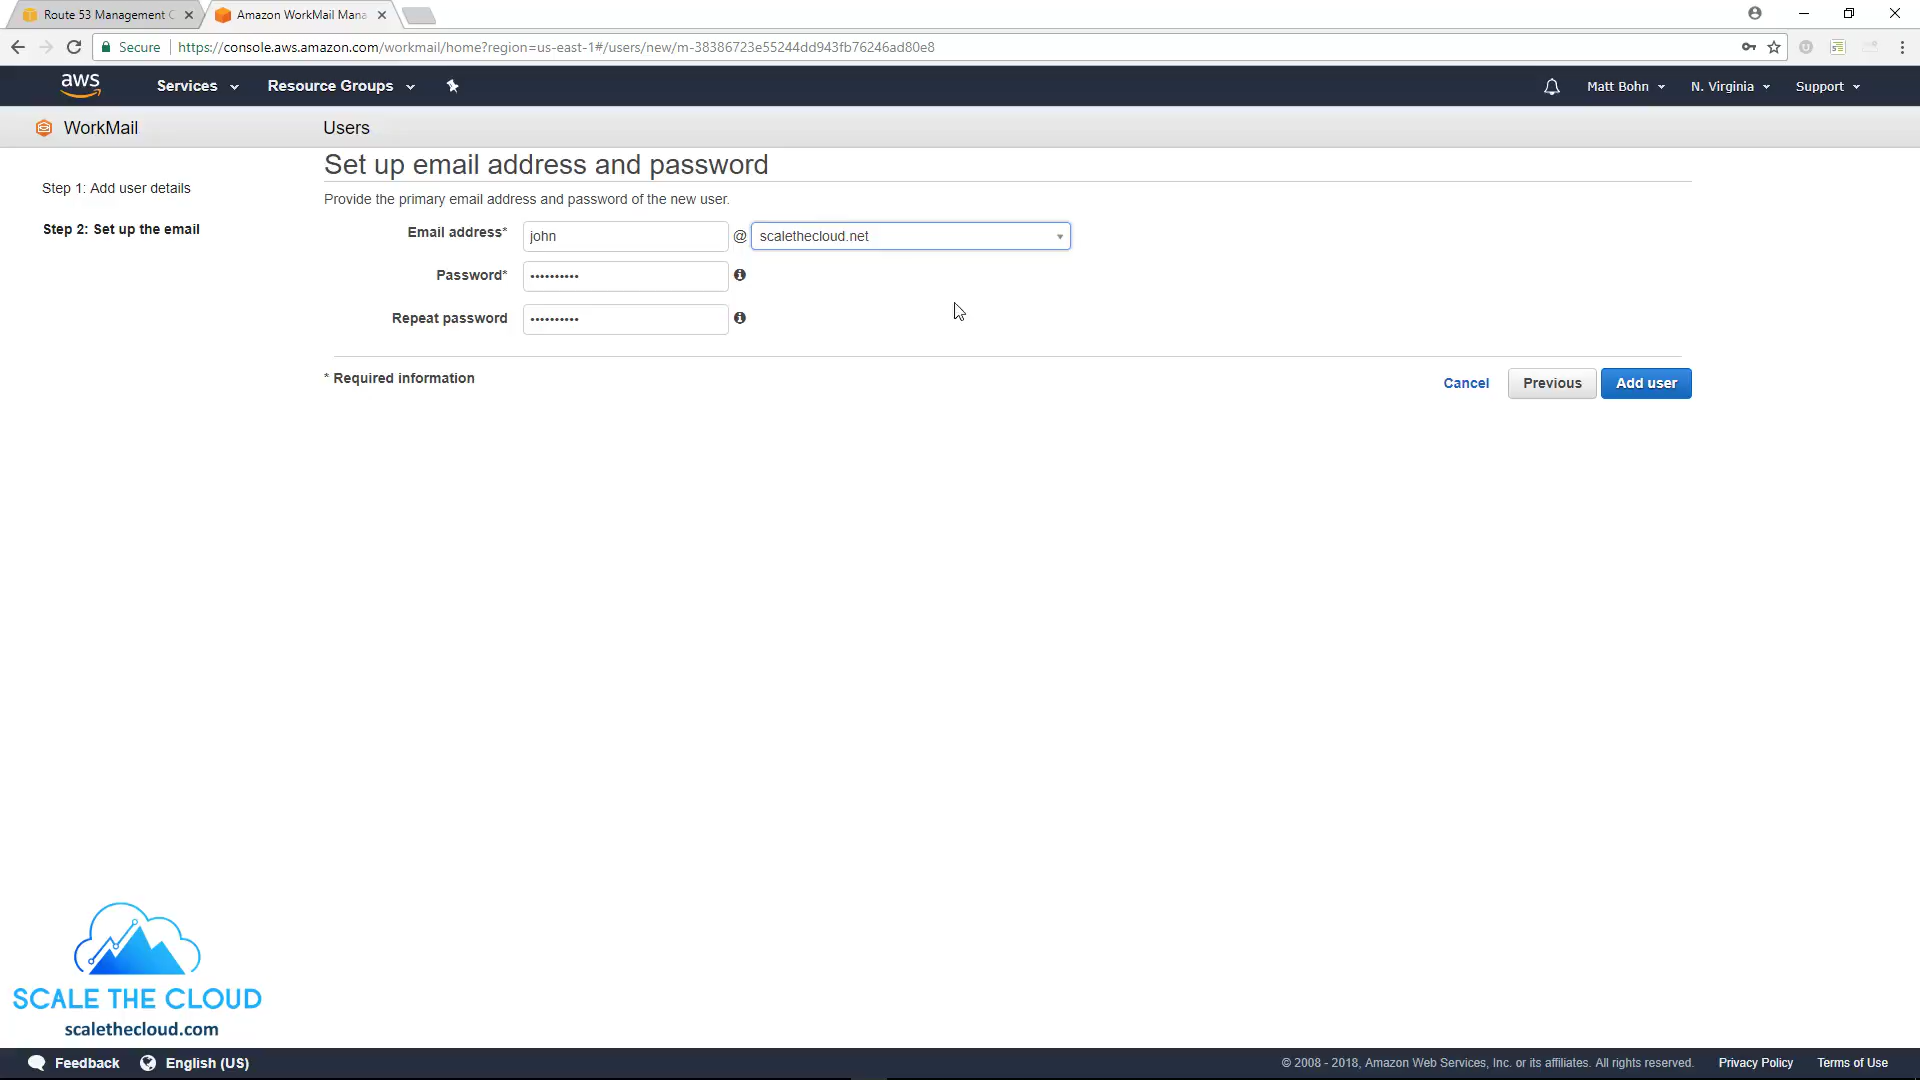 Route 53 Management C
Amazon WorkMail Mana
Secure
https://console.aws.amazon.com/workmail/home?region=us-east-1#/users/new/m-38386723e55244dd943fb76246ad80e8
aws
Services
Resource Groups
Matt Bohn
N. Virginia
Support
WorkMail
Users
Set up email address and password
Step 1: Add user details
Provide the primary email address and password of the new user.
Step 2: Set up the email
Email address* john @ scalethecloud.net
Password* ••••••••••
Repeat password ••••••••••
* Required information
Cancel
Previous
Add user
SCALE THE CLOUD
scalethecloud.com
Feedback
English (US)
© 2008 - 2018, Amazon Web Services, Inc. or its affiliates. All rights reserved.
Privacy Policy
Terms of Use